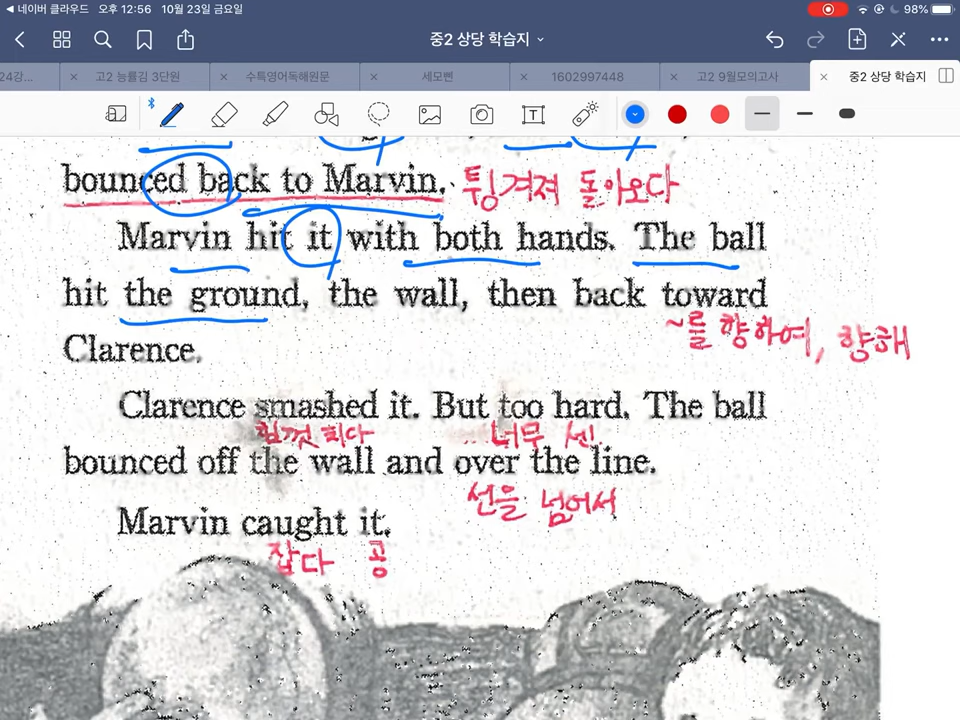 ◀ 네이버 클라우드 오후 12:56 10월 23일 금요일 98%
중2 상당 학습지
24강... 고2 능률김 3단원 수특영어독해원문 세모삔 1602997448 고2 9월모의고사 중2 상당 학습지
bounced back to Marvin. 튕겨져 돌아오다
Marvin hit it with both hands. The ball
hit the ground, the wall, then back toward
~를 향하여, 향해
Clarence.
Clarence smashed it. But too hard. The ball
힘껏 치다 너무 센
bounced off the wall and over the line.
선을 넘어서
Marvin caught it.
잡다 공